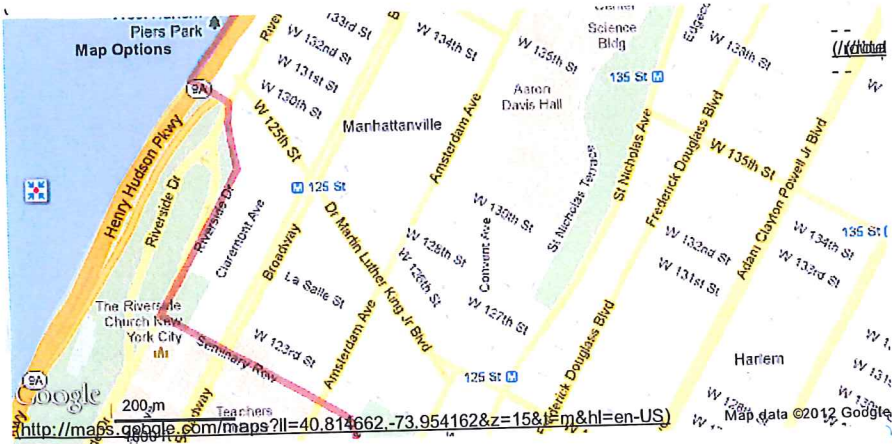 Piers Park
Map Options
9A
Henry Hudson Pkwy
Riverside Dr
Riverside Dr
Claremont Ave
W 133rd St
W 132nd St
W 131st St
W 130th St
W 125th St
Manhattanville
M 125 St
Broadway
W 134th St
W 135th St
Aaron
Davis Hall
Science
Bldg
Amsterdam Ave
135 St M
St Nicholas Ave
St Nicholas Terrace
Convent Ave
W 130th St
W 128th St
W 126th St
W 127th St
Dr Martin Luther King Jr Blvd
La Salle St
W 123rd St
Amsterdam Ave
Seminary Row
The Riverside
Church New
York City
125 St M
Frederick Douglass Blvd
Frederick Douglass Blvd
W 133th St
W 135th St
Adam Clayton Powell Jr Blvd
W 134th St
W 133rd St
W 132nd St
W 131st St
135 St
Harlem
W
9A
Google
200 m
Teachers
(http://maps.google.com/maps?ll=40.814662,-73.954162&z=15&t=m&hl=en-US)
Map data ©2012 Google